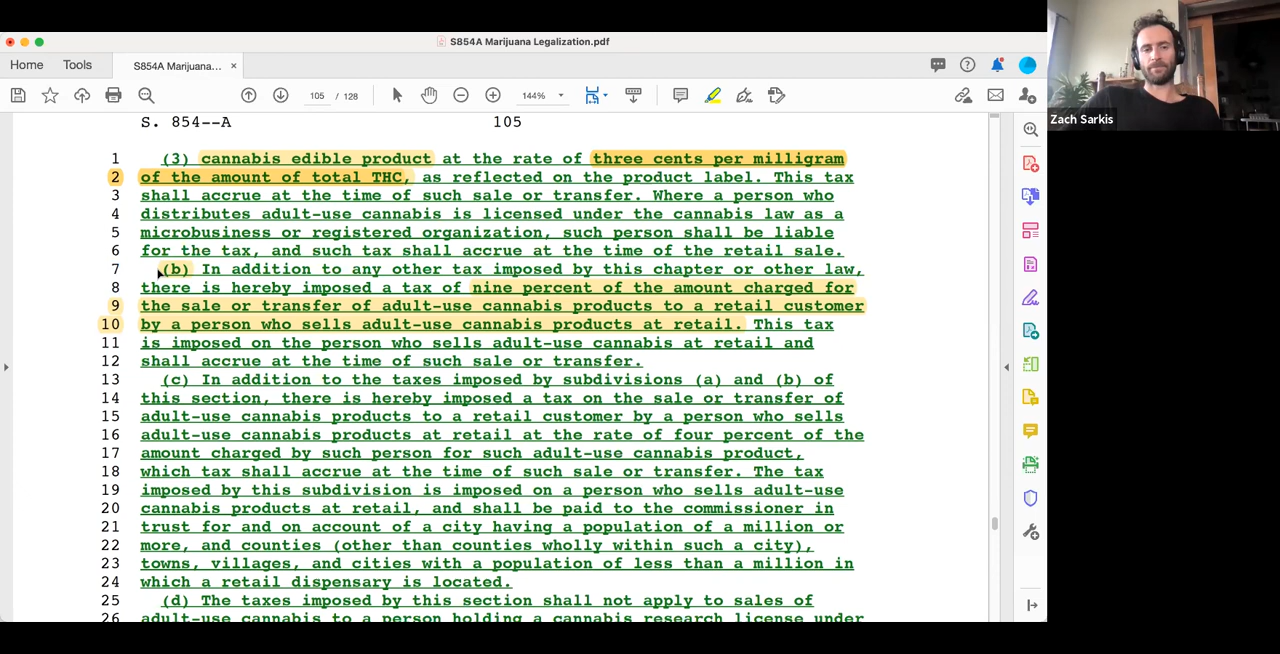 S854A Marijuana Legalization.pdf
Home Tools S854A Marijuana... ×
105 / 128 144%
S. 854--A 105
1 (3) cannabis edible product at the rate of three cents per milligram
2 of the amount of total THC, as reflected on the product label. This tax
3 shall accrue at the time of such sale or transfer. Where a person who
4 distributes adult-use cannabis is licensed under the cannabis law as a
5 microbusiness or registered organization, such person shall be liable
6 for the tax, and such tax shall accrue at the time of the retail sale.
7 (b) In addition to any other tax imposed by this chapter or other law,
8 there is hereby imposed a tax of nine percent of the amount charged for
9 the sale or transfer of adult-use cannabis products to a retail customer
10 by a person who sells adult-use cannabis products at retail. This tax
11 is imposed on the person who sells adult-use cannabis at retail and
12 shall accrue at the time of such sale or transfer.
13 (c) In addition to the taxes imposed by subdivisions (a) and (b) of
14 this section, there is hereby imposed a tax on the sale or transfer of
15 adult-use cannabis products to a retail customer by a person who sells
16 adult-use cannabis products at retail at the rate of four percent of the
17 amount charged by such person for such adult-use cannabis product,
18 which tax shall accrue at the time of such sale or transfer. The tax
19 imposed by this subdivision is imposed on a person who sells adult-use
20 cannabis products at retail, and shall be paid to the commissioner in
21 trust for and on account of a city having a population of a million or
22 more, and counties (other than counties wholly within such a city),
23 towns, villages, and cities with a population of less than a million in
24 which a retail dispensary is located.
25 (d) The taxes imposed by this section shall not apply to sales of
26 adult-use cannabis to a person holding a cannabis research license under
Zach Sarkis